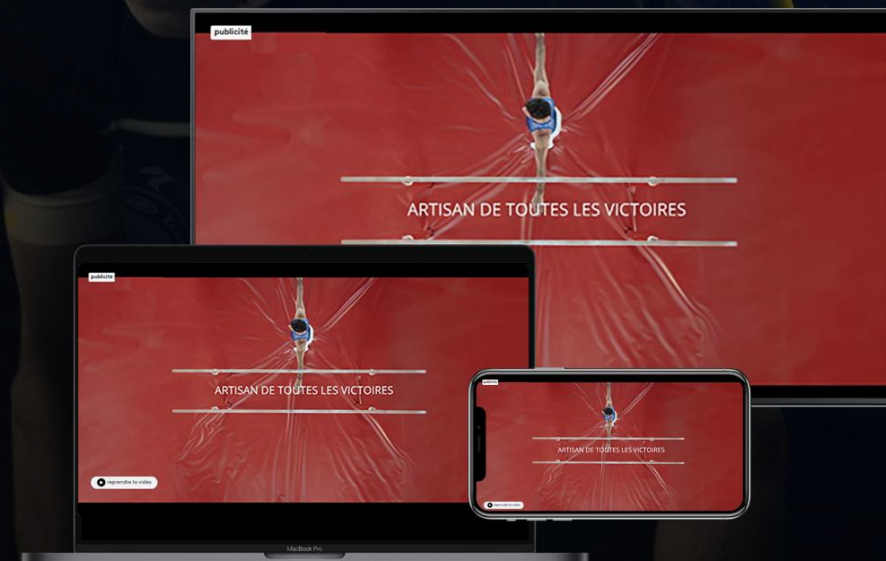 publicité
ARTISAN DE TOUTES LES VICTOIRES
publicité
ARTISAN DE TOUTES LES VICTOIRES
reprendre la vidéo
MacBook Pro
publicité
ARTISAN DE TOUTES LES VICTOIRES
reprendre la vidéo